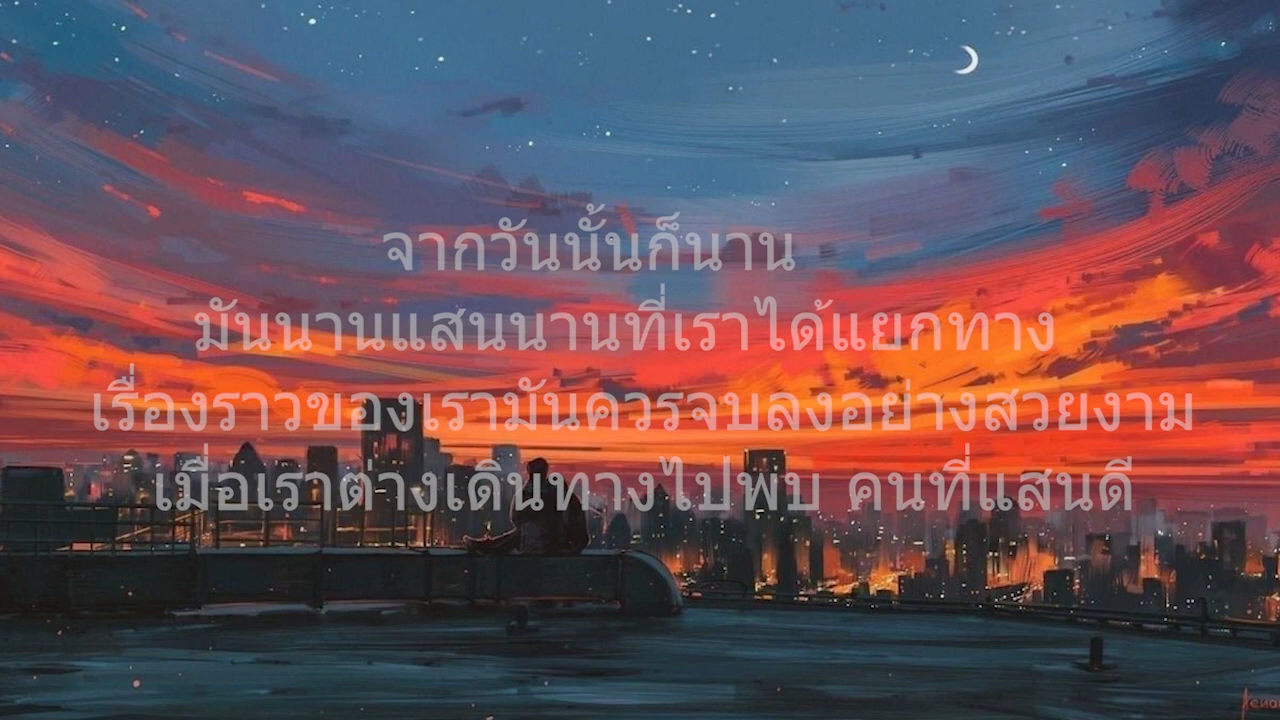 จากวันนั้นก็นาน
มันนานแสนนานที่เราได้แยกทาง
เรื่องราวของเรามันควรจบลงอย่างสวยงาม
เมื่อเราต่างเดินทางไปพบ คนที่แสนดี